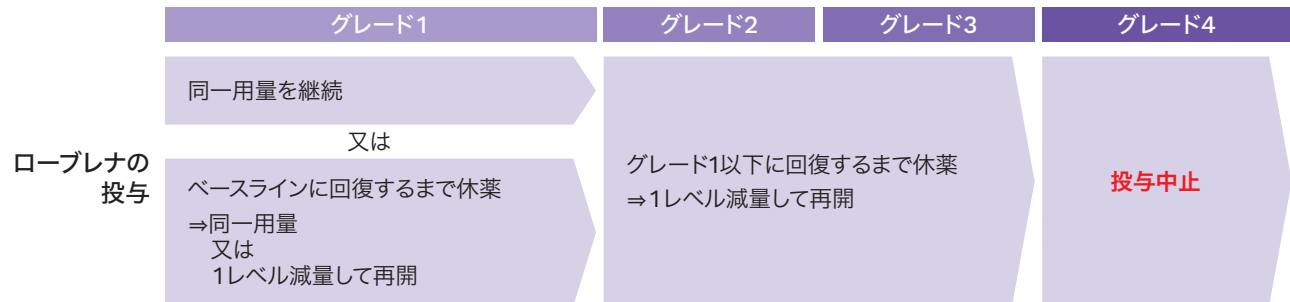 グレード1
グレード2
グレード3
グレード4
ローブレナの
投与
同一用量を継続
又は
ベースラインに回復するまで休薬
⇒同一用量
又は
1レベル減量して再開
グレード1以下に回復するまで休薬
⇒1レベル減量して再開
投与中止